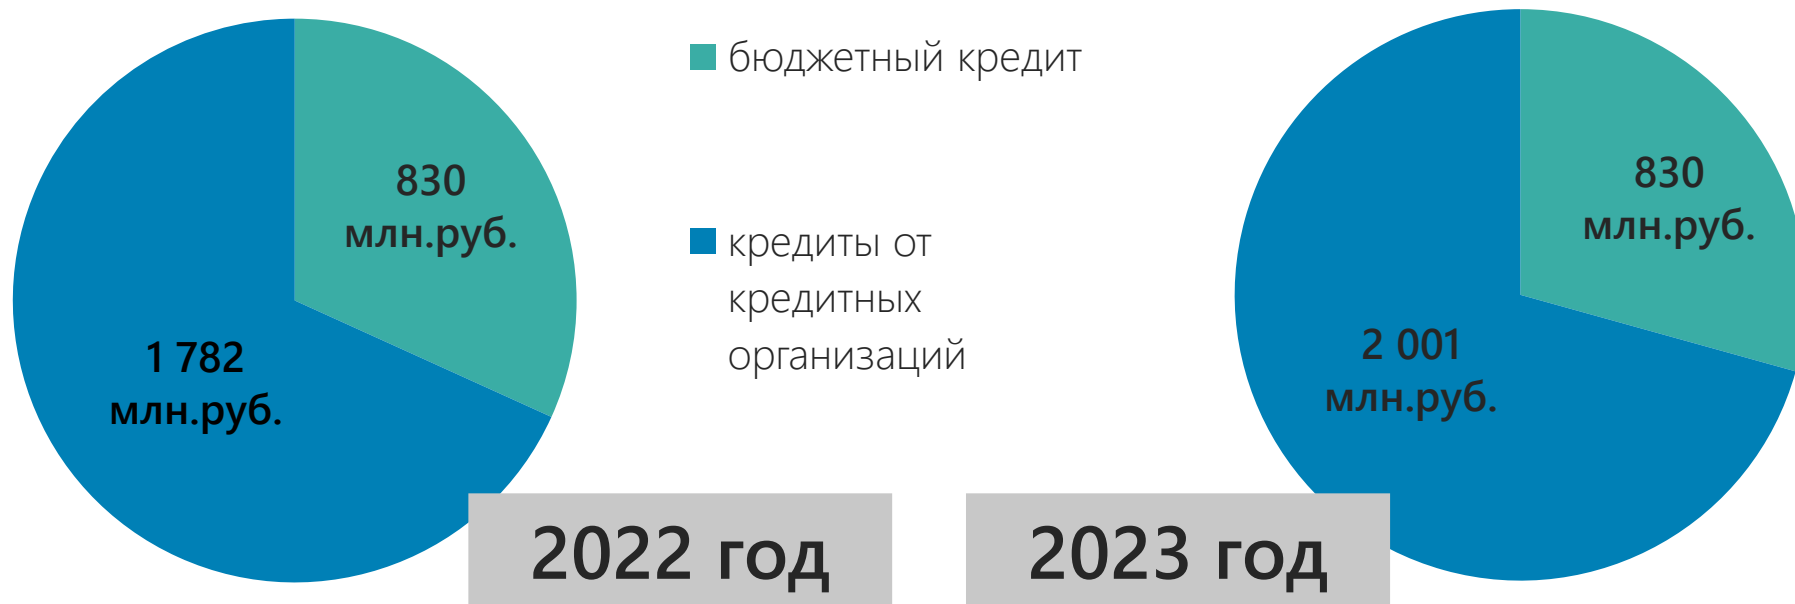 830
млн.руб.
1 782
млн.руб.
2022 год
бюджетный кредит
кредиты от
кредитных
организаций
830
млн.руб.
2 001
млн.руб.
2023 год